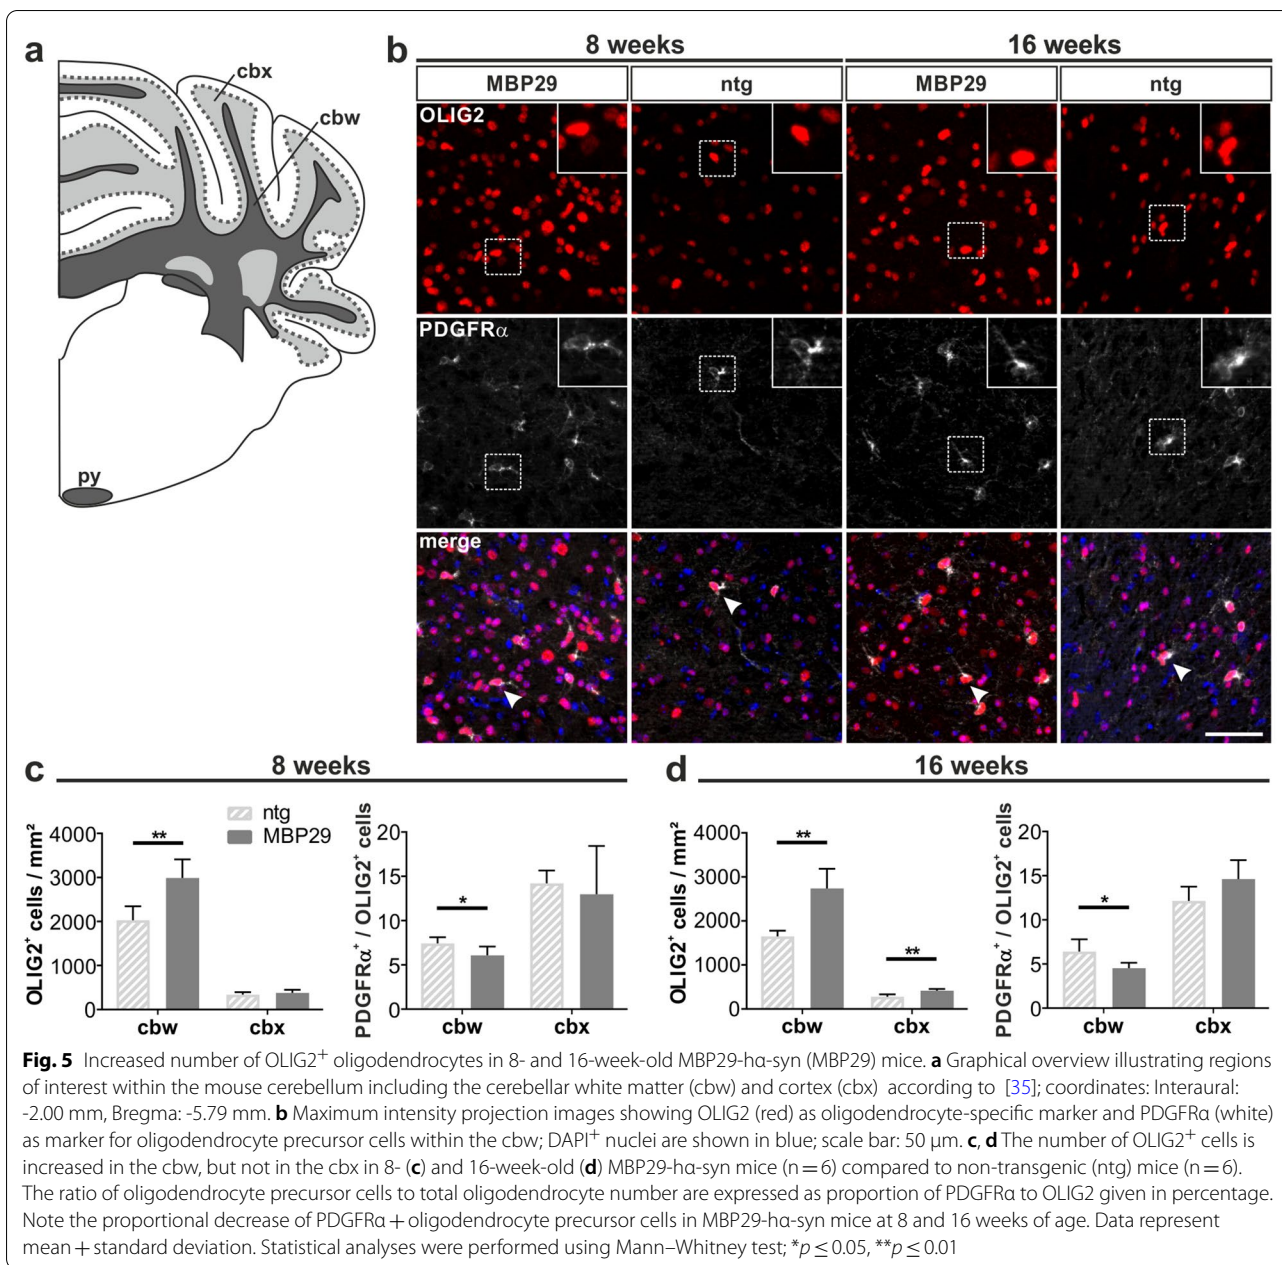 a
cbx
cbw
py
b
8 weeks
16 weeks
MBP29
ntg
MBP29
ntg
OLIG2
PDGFRα
merge
c
8 weeks
ntg
MBP29
OLIG2⁺ cells / mm²
4000
3000
2000
1000
0
**
cbw
cbx
PDGFRα⁺ / OLIG2⁺ cells
20
15
10
5
0
*
cbw
cbx
d
16 weeks
OLIG2⁺ cells / mm²
4000
3000
2000
1000
0
**
**
cbw
cbx
PDGFRα⁺ / OLIG2⁺ cells
20
15
10
5
0
*
cbw
cbx
Fig. 5 Increased number of OLIG2⁺ oligodendrocytes in 8- and 16-week-old MBP29-hα-syn (MBP29) mice. a Graphical overview illustrating regions
of interest within the mouse cerebellum including the cerebellar white matter (cbw) and cortex (cbx) according to [35]; coordinates: Interaural:
-2.00 mm, Bregma: -5.79 mm. b Maximum intensity projection images showing OLIG2 (red) as oligodendrocyte-specific marker and PDGFRα (white)
as marker for oligodendrocyte precursor cells within the cbw; DAPI⁺ nuclei are shown in blue; scale bar: 50 μm. c, d The number of OLIG2⁺ cells is
increased in the cbw, but not in the cbx in 8- (c) and 16-week-old (d) MBP29-hα-syn mice (n = 6) compared to non-transgenic (ntg) mice (n = 6).
The ratio of oligodendrocyte precursor cells to total oligodendrocyte number are expressed as proportion of PDGFRα to OLIG2 given in percentage.
Note the proportional decrease of PDGFRα + oligodendrocyte precursor cells in MBP29-hα-syn mice at 8 and 16 weeks of age. Data represent
mean + standard deviation. Statistical analyses were performed using Mann–Whitney test; *p ≤ 0.05, **p ≤ 0.01